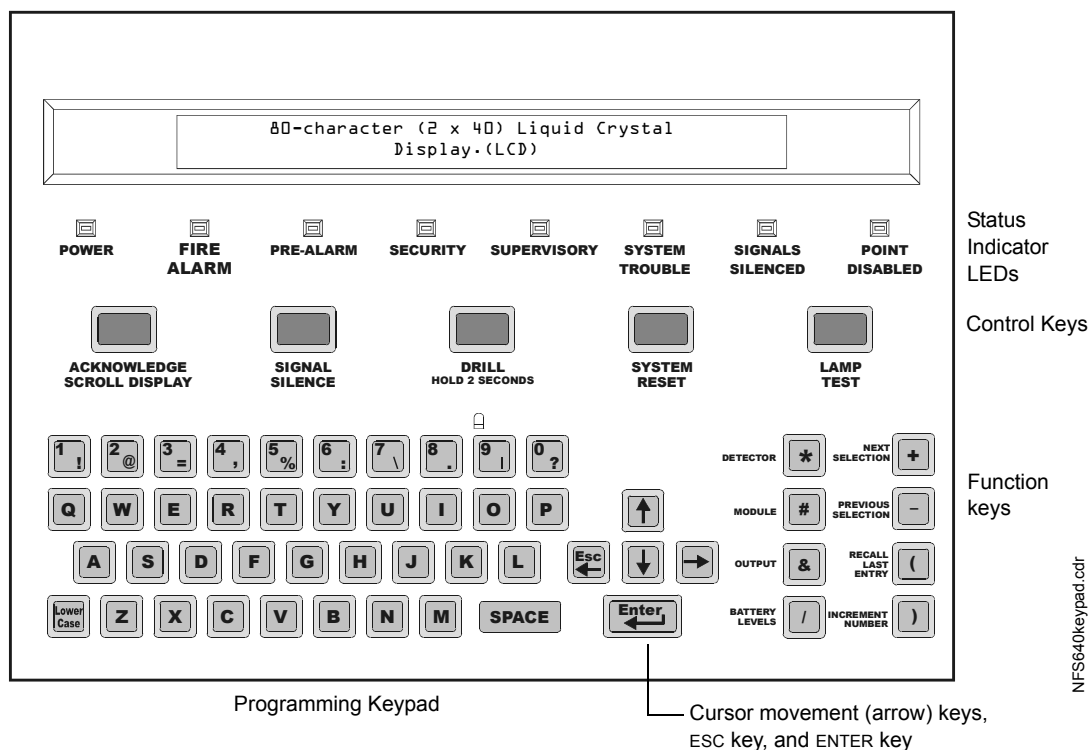 80-character (2 x 40) Liquid Crystal
Display.(LCD)
POWER
FIRE
ALARM
PRE-ALARM
SECURITY
SUPERVISORY
SYSTEM
TROUBLE
SIGNALS
SILENCED
POINT
DISABLED
Status
Indicator
LEDs
ACKNOWLEDGE
SCROLL DISPLAY
SIGNAL
SILENCE
DRILL
HOLD 2 SECONDS
SYSTEM
RESET
LAMP
TEST
Control Keys
1 !
2 @
3 =
4 ,
5 %
6 :
7 \
8 .
9 |
0 ?
Q W E R T Y U I O P
A S D F G H J K L
Lower
Case
Z X C V B N M SPACE
Esc
Enter
DETECTOR *
NEXT
SELECTION +
MODULE #
PREVIOUS
SELECTION -
OUTPUT &
RECALL
LAST
ENTRY (
BATTERY
LEVELS /
INCREMENT
NUMBER )
Function
keys
Programming Keypad
Cursor movement (arrow) keys,
ESC key, and ENTER key
NFS640keypad.cdr